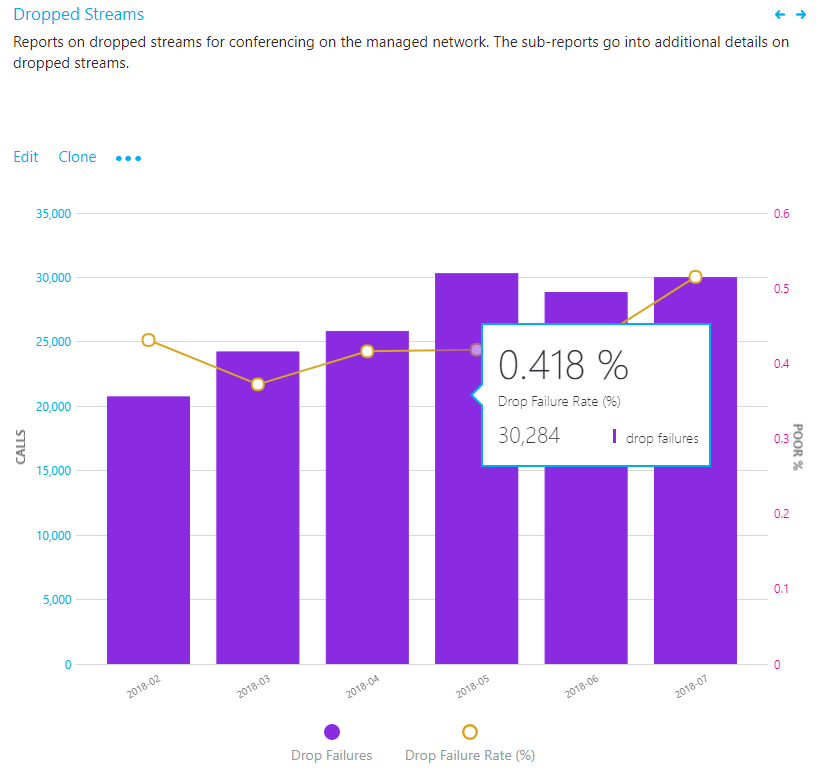 Dropped Streams
Reports on dropped streams for conferencing on the managed network. The sub-reports go into additional details on
dropped streams.
Edit Clone
35,000 0.6
30,000
0.5
25,000
0.4
20,000
0.3
15,000
0.2
10,000
0.1
5,000
0 0
CALLS
POOR %
0.418 %
Drop Failure Rate (%)
30,284 drop failures
2018-02 2018-03 2018-04 2018-05 2018-06 2018-07
Drop Failures Drop Failure Rate (%)